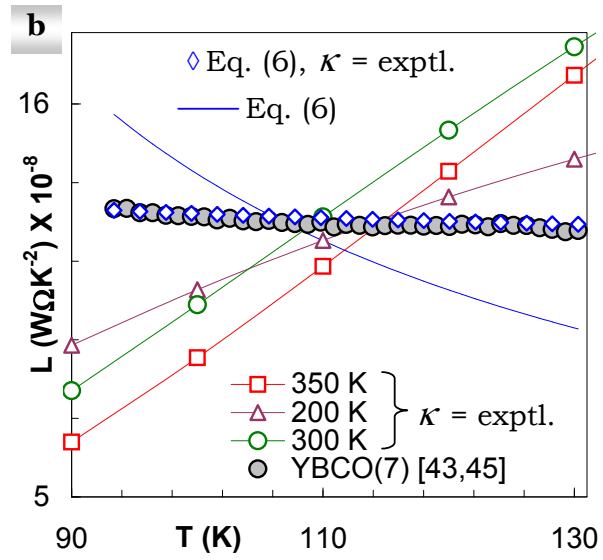 b
◇ Eq. (6), κ = exptl.
— Eq. (6)
16
L (WΩK⁻²) X 10⁻⁸
350 K
200 K
300 K
κ = exptl.
YBCO(7) [43,45]
5
90 T (K) 110 130